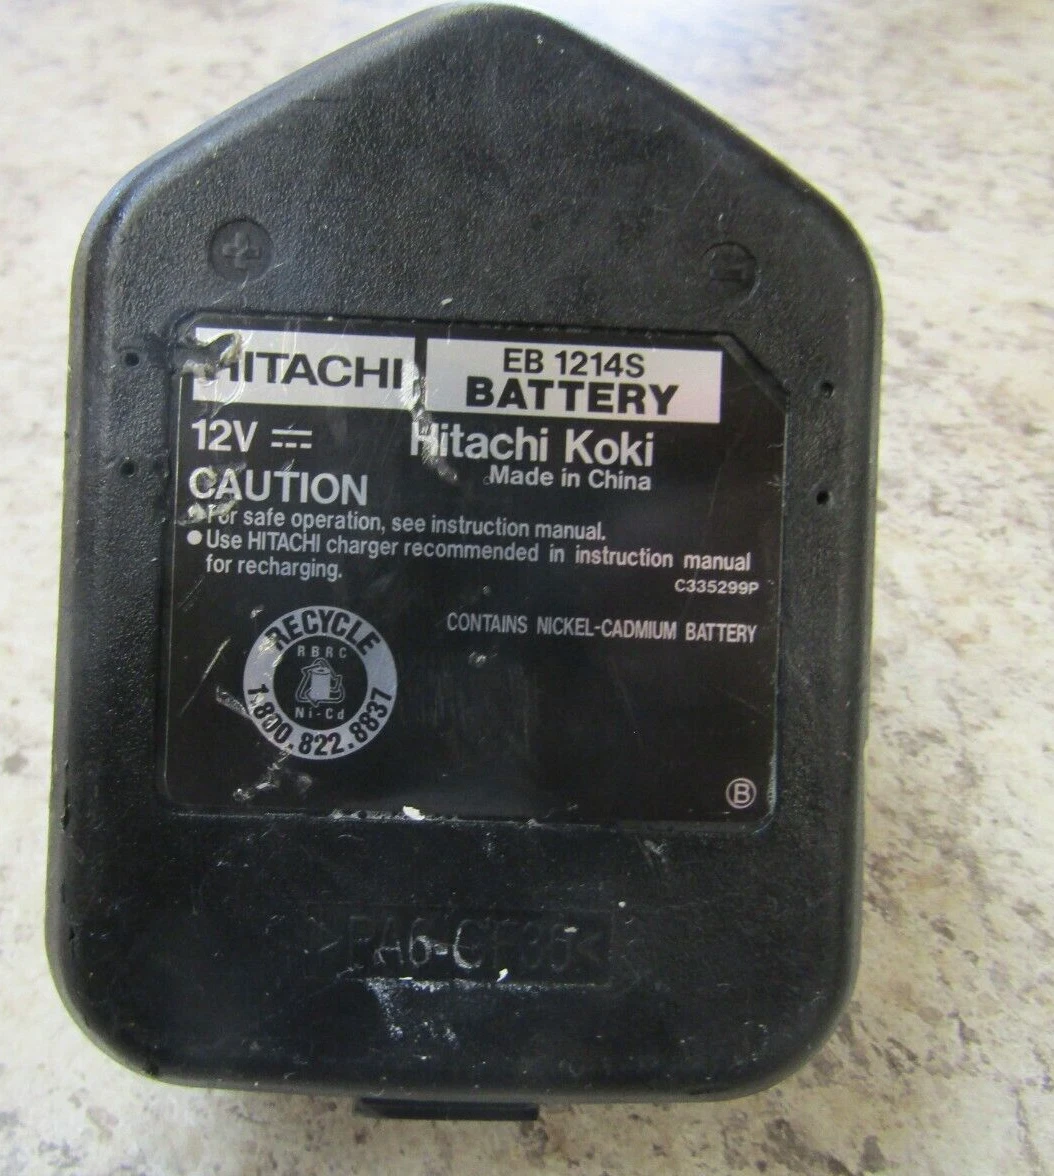 HITACHI
EB 1214S
BATTERY
12V ⎓
Hitachi Koki
Made in China
CAUTION
● For safe operation, see instruction manual.
● Use HITACHI charger recommended in instruction manual
for recharging.
C335299P
CONTAINS NICKEL-CADMIUM BATTERY
RECYCLE
RBRC
Ni-Cd
1.800.822.8837
Ⓑ
>PA6-GF35<